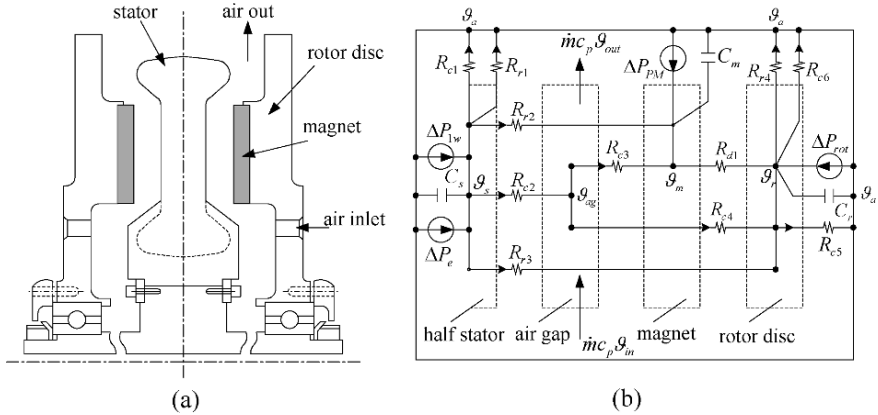 stator
air out
rotor disc
magnet
air inlet
(a)
ϑa
ϑa
ṁcpϑout
Rc1
Rr1
ΔPPM
Cm
Rr4
Rc6
Rr2
ΔP1w
Rc3
Rd1
ΔProt
Cs
ϑs
Rc2
ϑag
ϑm
ϑr
ϑa
Cr
Rc4
Rc5
ΔPe
Rr3
half stator
air gap
magnet
rotor disc
ṁcpϑin
(b)